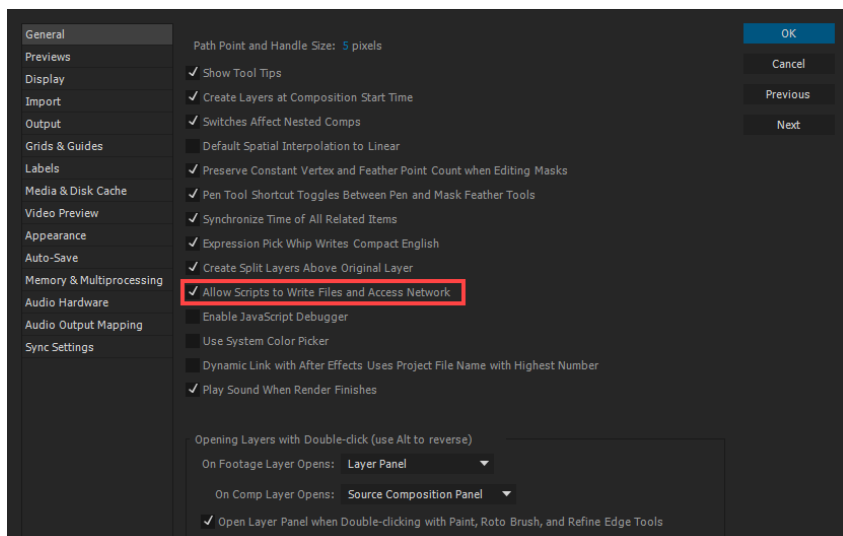 General
Previews
Display
Import
Output
Grids & Guides
Labels
Media & Disk Cache
Video Preview
Appearance
Auto-Save
Memory & Multiprocessing
Audio Hardware
Audio Output Mapping
Sync Settings
Path Point and Handle Size: 5 pixels
Show Tool Tips
Create Layers at Composition Start Time
Switches Affect Nested Comps
Default Spatial Interpolation to Linear
Preserve Constant Vertex and Feather Point Count when Editing Masks
Pen Tool Shortcut Toggles Between Pen and Mask Feather Tools
Synchronize Time of All Related Items
Expression Pick Whip Writes Compact English
Create Split Layers Above Original Layer
Allow Scripts to Write Files and Access Network
Enable JavaScript Debugger
Use System Color Picker
Dynamic Link with After Effects Uses Project File Name with Highest Number
Play Sound When Render Finishes
Opening Layers with Double-click (use Alt to reverse)
On Footage Layer Opens: Layer Panel
On Comp Layer Opens: Source Composition Panel
Open Layer Panel when Double-clicking with Paint, Roto Brush, and Refine Edge Tools
OK
Cancel
Previous
Next